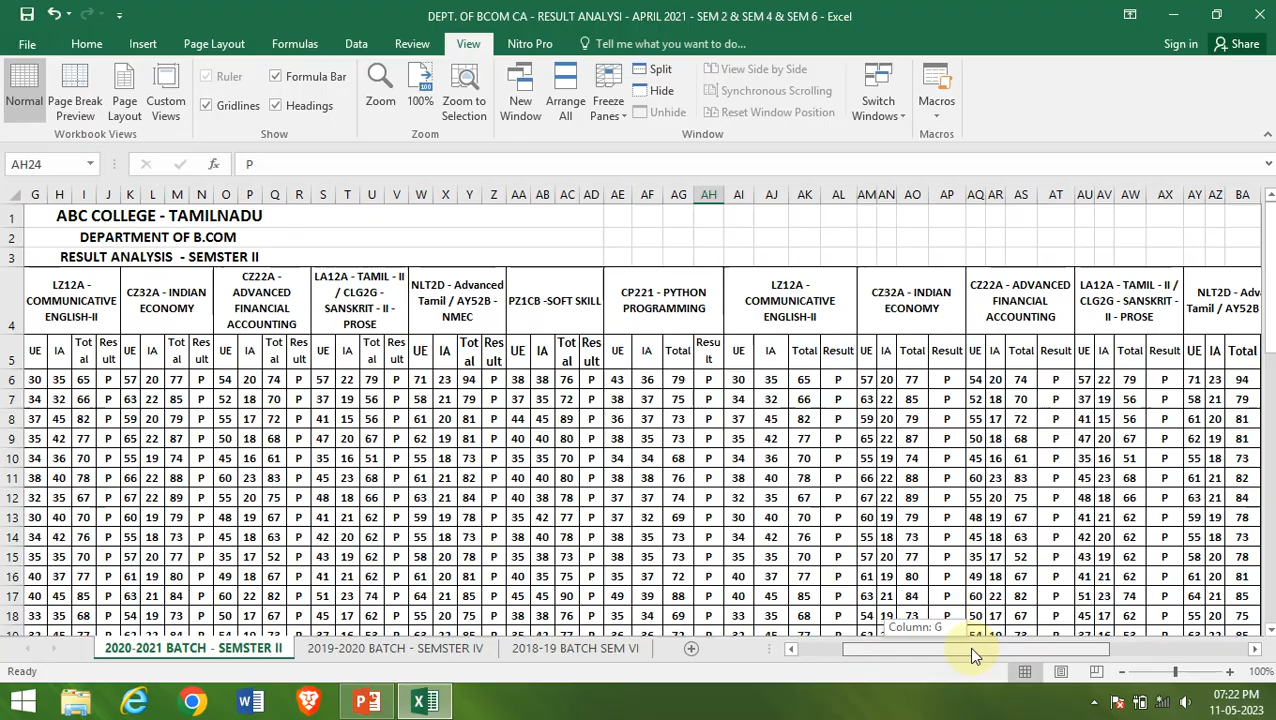 DEPT. OF BCOM CA - RESULT ANALYSI - APRIL 2021 - SEM 2 & SEM 4 & SEM 6 - Excel
File Home Insert Page Layout Formulas Data Review View Nitro Pro Tell me what you want to do... Sign in Share
Normal Page Break Preview Page Layout Custom Views Ruler Formula Bar Gridlines Headings Zoom 100% Zoom to Selection New Window Arrange All Freeze Panes Split Hide Unhide View Side by Side Synchronous Scrolling Reset Window Position Switch Windows Macros
Workbook Views Show Zoom Window Macros
AH24 fx P
G H I J K L M N O P Q R S T U V W X Y Z AA AB AC AD AE AF AG AH AI AJ AK AL AM AN AO AP AQ AR AS AT AU AV AW AX AY AZ BA
1 ABC COLLEGE - TAMILNADU
2 DEPARTMENT OF B.COM
3 RESULT ANALYSIS - SEMSTER II
4 LZ12A - COMMUNICATIVE ENGLISH-II CZ32A - INDIAN ECONOMY CZ22A - ADVANCED FINANCIAL ACCOUNTING LA12A - TAMIL - II / CLG2G - SANSKRIT - II - PROSE NLT2D - Advanced Tamil / AY52B - NMEC PZ1CB -SOFT SKILL CP221 - PYTHON PROGRAMMING LZ12A - COMMUNICATIVE ENGLISH-II CZ32A - INDIAN ECONOMY CZ22A - ADVANCED FINANCIAL ACCOUNTING LA12A - TAMIL - II / CLG2G - SANSKRIT - II - PROSE NLT2D - Adva Tamil / AY52B
5 UE IA Total Result UE IA Total Result UE IA Total Result UE IA Total Result UE IA Total Result UE IA Total Result UE IA Total Result UE IA Total Result UE IA Total Result UE IA Total Result UE IA Total Result UE IA Total
6 30 35 65 P 57 20 77 P 54 20 74 P 57 22 79 P 71 23 94 P 38 38 76 P 43 36 79 P 30 35 65 P 57 20 77 P 54 20 74 P 57 22 79 P 71 23 94
7 34 32 66 P 63 22 85 P 52 18 70 P 37 19 56 P 58 21 79 P 37 35 72 P 38 37 75 P 34 32 66 P 63 22 85 P 52 18 70 P 37 19 56 P 58 21 79
8 37 45 82 P 59 20 79 P 55 17 72 P 41 15 56 P 61 20 81 P 44 45 89 P 36 37 73 P 37 45 82 P 59 20 79 P 55 17 72 P 41 15 56 P 61 20 81
9 35 42 77 P 65 22 87 P 50 18 68 P 47 20 67 P 62 19 81 P 40 40 80 P 38 35 73 P 35 42 77 P 65 22 87 P 50 18 68 P 47 20 67 P 62 19 81
10 34 36 70 P 55 19 74 P 45 16 61 P 35 16 51 P 55 18 73 P 35 35 70 P 34 34 68 P 34 36 70 P 55 19 74 P 45 16 61 P 35 16 51 P 55 18 73
11 38 40 78 P 66 22 88 P 60 23 83 P 45 23 68 P 61 21 82 P 40 40 80 P 38 38 76 P 38 40 78 P 66 22 88 P 60 23 83 P 45 23 68 P 61 21 82
12 32 35 67 P 67 22 89 P 55 20 75 P 48 18 66 P 63 21 84 P 40 38 78 P 37 37 74 P 32 35 67 P 67 22 89 P 55 20 75 P 48 18 66 P 63 21 84
13 30 40 70 P 60 19 79 P 48 19 67 P 41 21 62 P 59 19 78 P 35 42 77 P 37 32 69 P 30 40 70 P 60 19 79 P 48 19 67 P 41 21 62 P 59 19 78
14 34 42 76 P 55 18 73 P 45 18 63 P 42 20 62 P 55 18 73 P 40 38 78 P 38 35 73 P 34 42 76 P 55 18 73 P 45 18 63 P 42 20 62 P 55 18 73
15 35 35 70 P 57 20 77 P 35 17 52 P 43 19 62 P 58 20 78 P 35 38 73 P 38 35 73 P 35 35 70 P 57 20 77 P 35 17 52 P 43 19 62 P 58 20 78
16 40 37 77 P 61 19 80 P 49 18 67 P 41 21 62 P 61 20 81 P 40 35 75 P 35 37 72 P 40 37 77 P 61 19 80 P 49 18 67 P 41 21 62 P 61 20 81
17 40 45 85 P 63 21 84 P 60 22 82 P 51 23 74 P 64 21 85 P 45 45 90 P 49 39 88 P 40 45 85 P 63 21 84 P 60 22 82 P 51 23 74 P 64 21 85
18 33 35 68 P 54 19 73 P 50 17 67 P 45 17 62 P 55 20 75 P 38 38 76 P 35 34 69 P 33 35 68 P 54 19 73 P 50 17 67 P 45 17 62 P 55 20 75
Column: G
2020-2021 BATCH - SEMSTER II 2019-2020 BATCH - SEMSTER IV 2018-19 BATCH SEM VI
Ready 100%
07:22 PM
11-05-2023